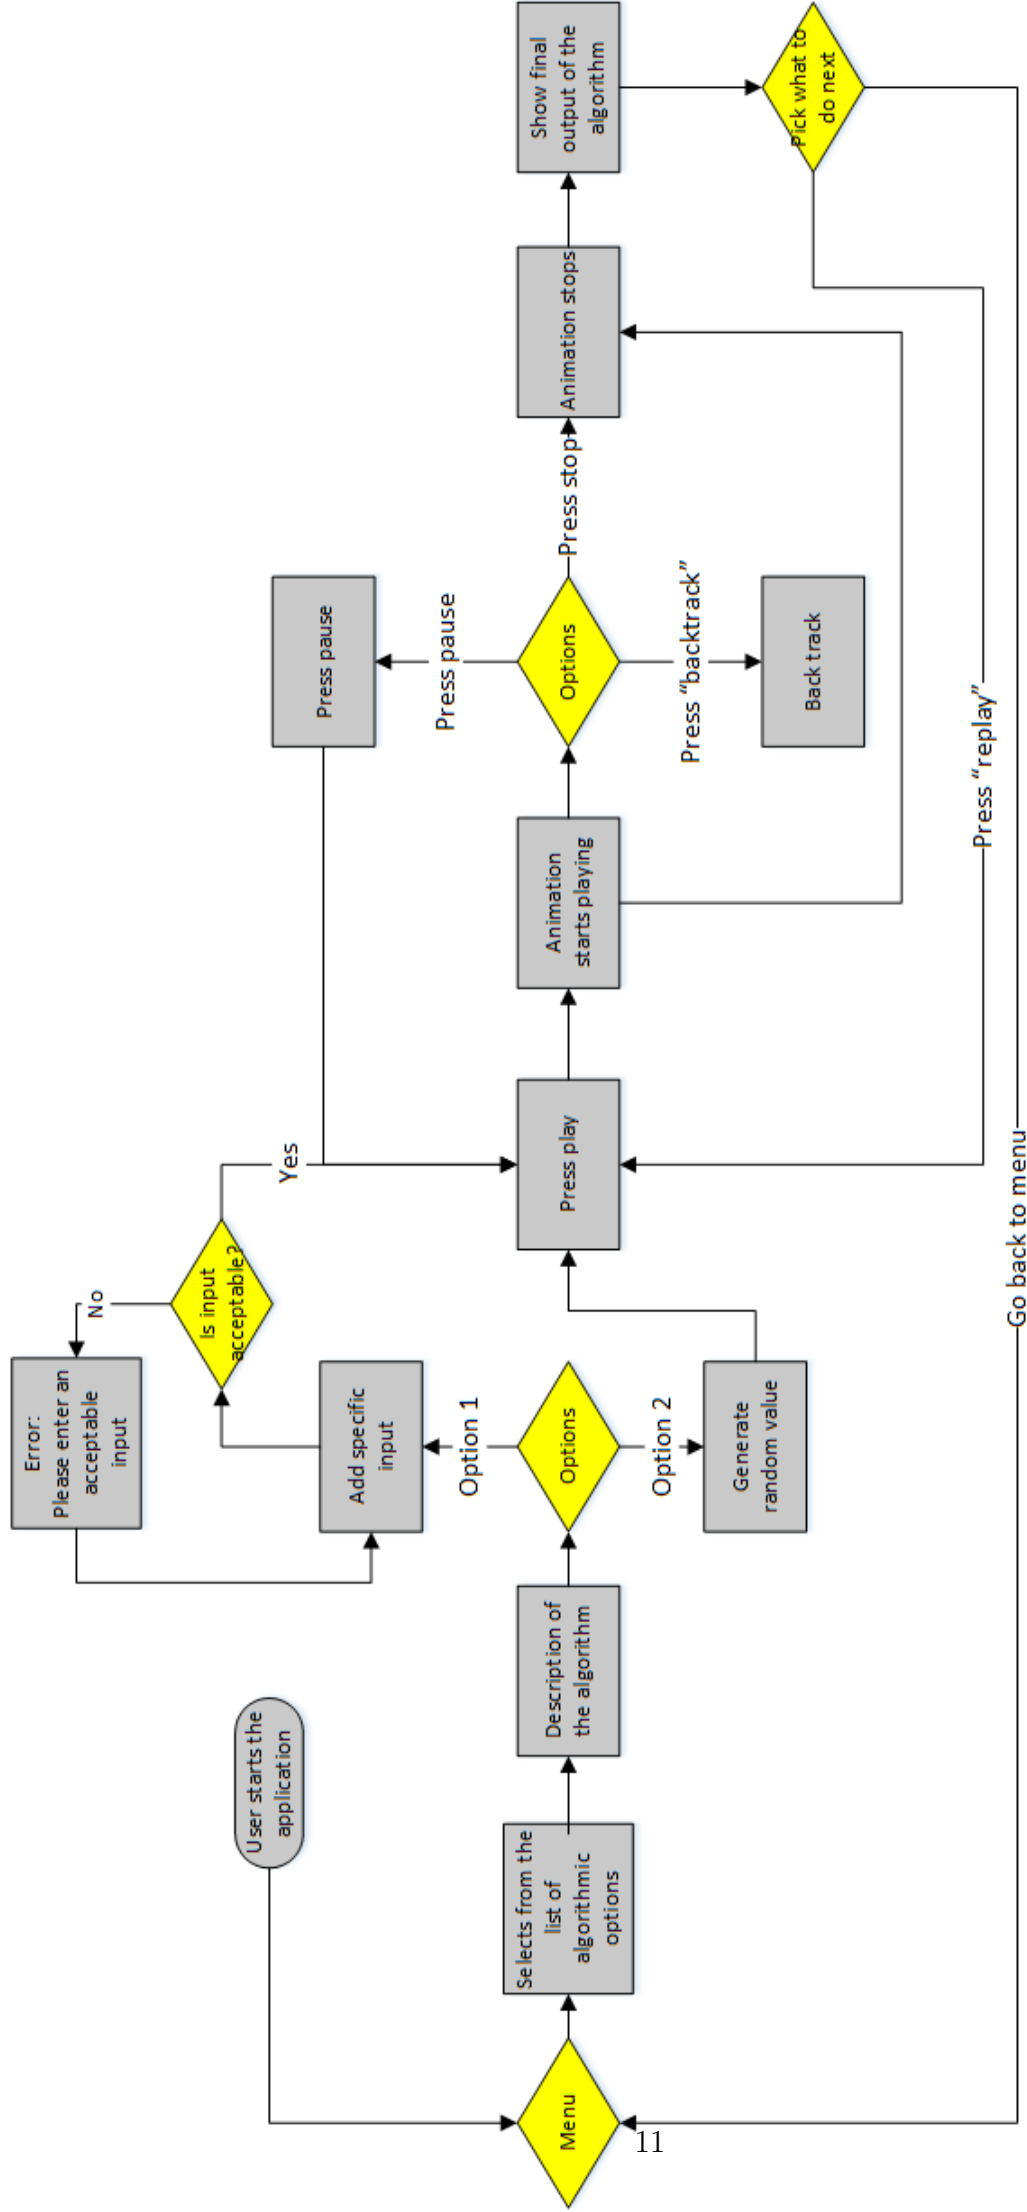 User starts the
application
Menu
Selects from the
list of
algorithmic
options
Description of
the algorithm
Options
Option 1
Option 2
Add specific
input
Generate
random value
Error:
Please enter an
acceptable
input
No
Is input
acceptable?
Yes
Press play
Animation
starts playing
Options
Press pause
Press pause
Press “backtrack”
Back track
Press stop
Animation stops
Show final
output of the
algorithm
Pick what to
do next
Press “replay”
Go back to menu
11